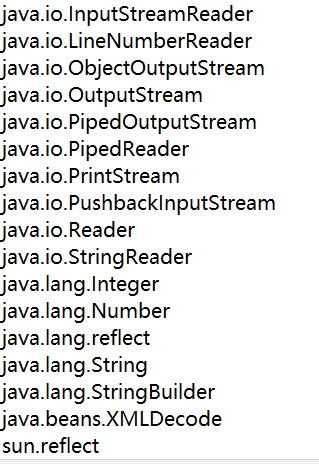 java.io.InputStreamReader
java.io.LineNumberReader
java.io.ObjectOutputStream
java.io.OutputStream
java.io.PipedOutputStream
java.io.PipedReader
java.io.PrintStream
java.io.PushbackInputStream
java.io.Reader
java.io.StringReader
java.lang.Integer
java.lang.Number
java.lang.reflect
java.lang.String
java.lang.StringBuilder
java.beans.XMLDecode
sun.reflect